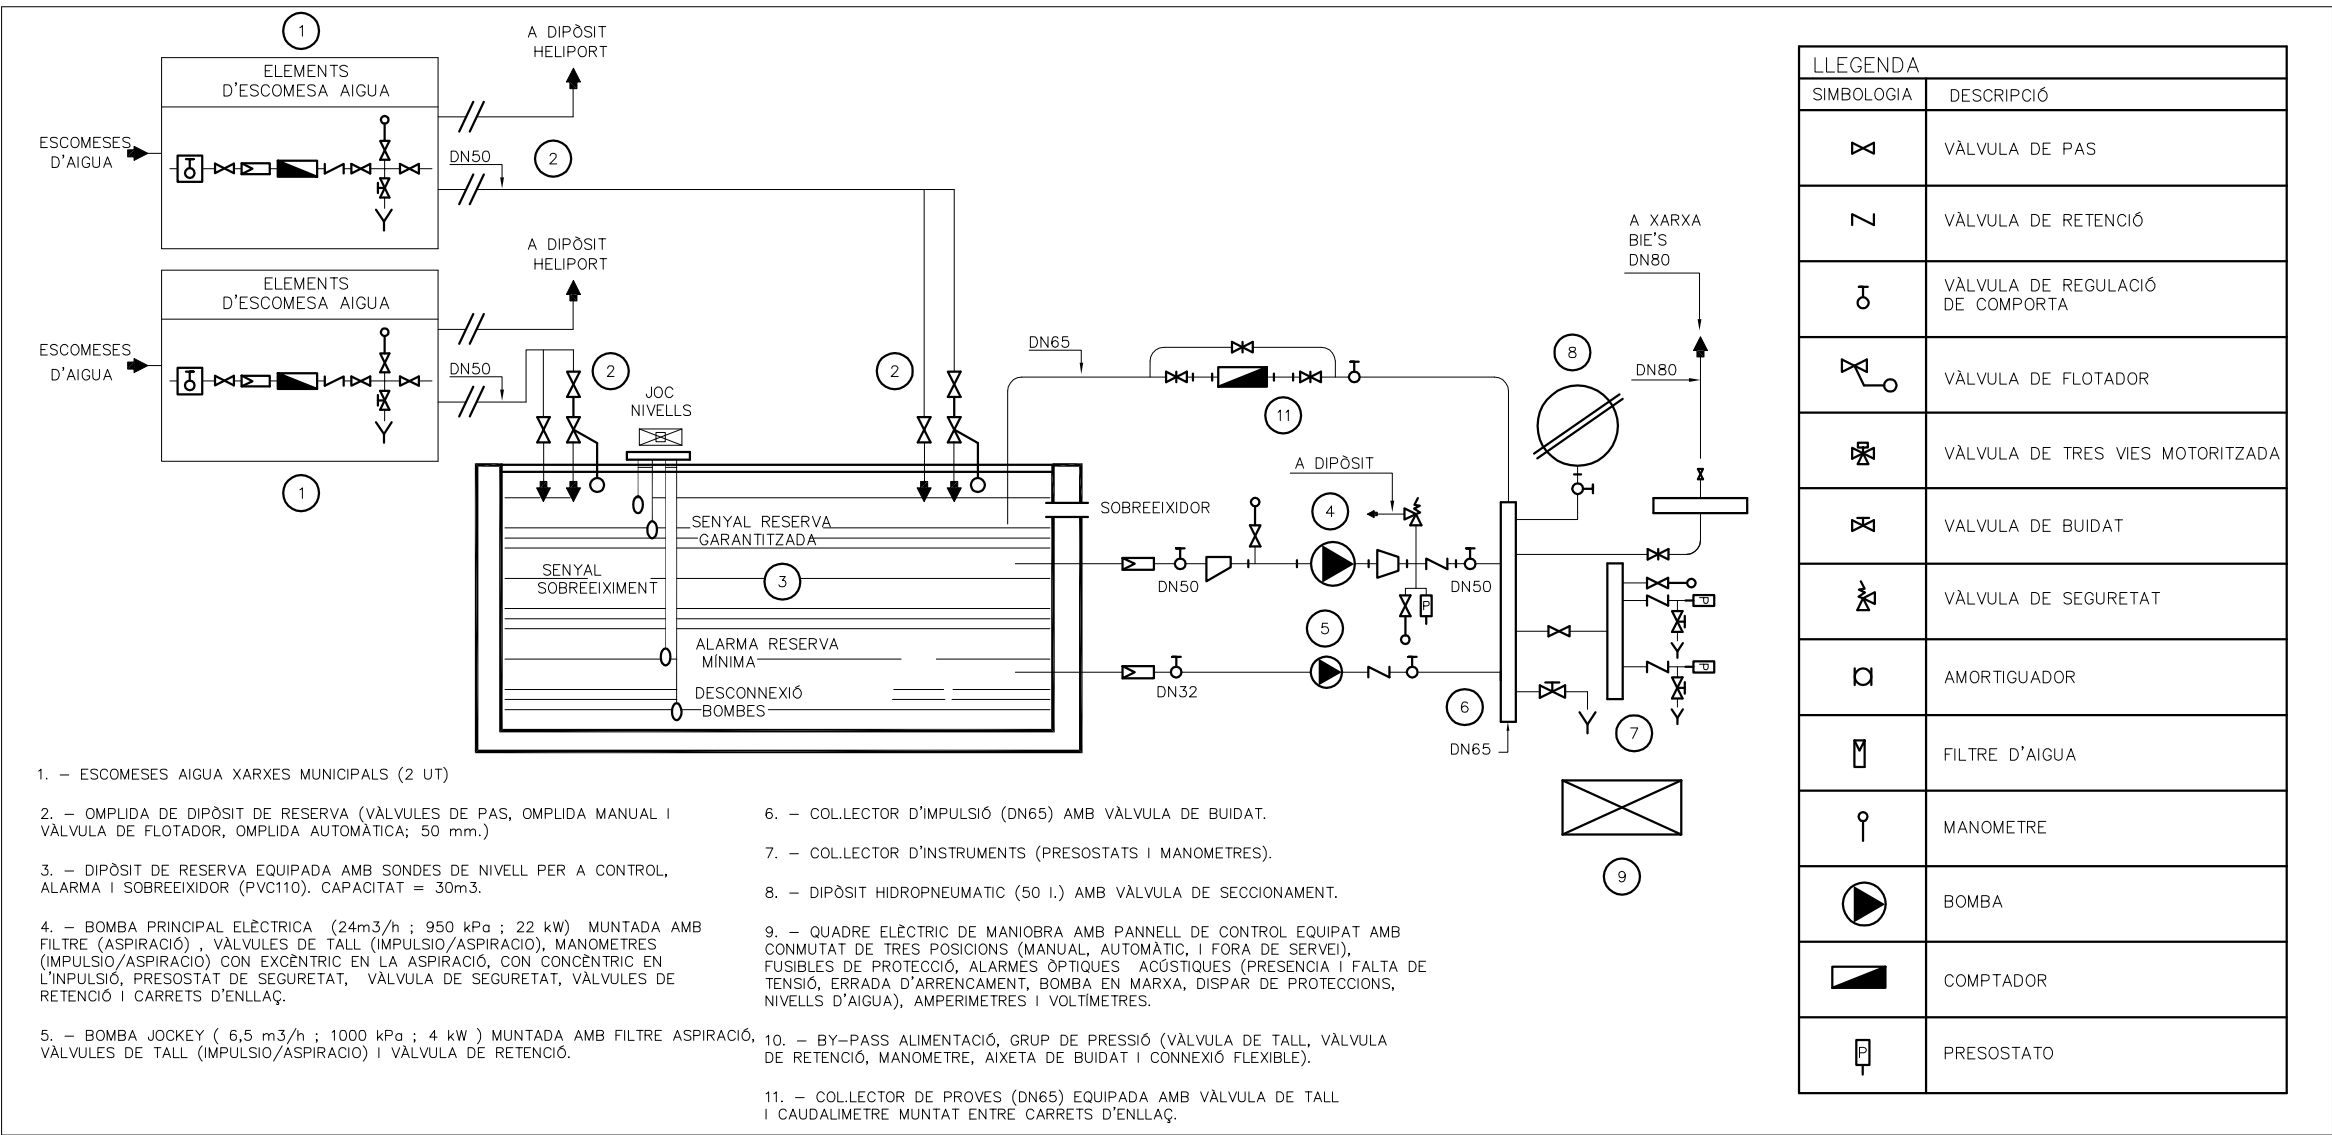 1
A DIPÒSIT
HELIPORT
ELEMENTS
D'ESCOMESA AIGUA
ESCOMESES
D'AIGUA
DN50
2
A DIPÒSIT
HELIPORT
ELEMENTS
D'ESCOMESA AIGUA
ESCOMESES
D'AIGUA
DN50
2
1
JOC
NIVELLS
2
SENYAL RESERVA
GARANTITZADA
SENYAL
SOBREEIXIMENT
3
ALARMA RESERVA
MÍNIMA
DESCONNEXIÓ
BOMBES
SOBREEIXIDOR
DN65
11
A DIPÒSIT
4
DN50
P
DN50
5
DN32
6
DN65
8
A XARXA
BIE'S
DN80
DN80
P
P
7
9
1. – ESCOMESES AIGUA XARXES MUNICIPALS (2 UT)
2. – OMPLIDA DE DIPÒSIT DE RESERVA (VÀLVULES DE PAS, OMPLIDA MANUAL I
VÀLVULA DE FLOTADOR, OMPLIDA AUTOMÀTICA; 50 mm.)
3. – DIPÒSIT DE RESERVA EQUIPADA AMB SONDES DE NIVELL PER A CONTROL,
ALARMA I SOBREEIXIDOR (PVC110). CAPACITAT = 30m3.
4. – BOMBA PRINCIPAL ELÈCTRICA (24m3/h ; 950 kPa ; 22 kW) MUNTADA AMB
FILTRE (ASPIRACIÓ) , VÀLVULES DE TALL (IMPULSIO/ASPIRACIO), MANOMETRES
(IMPULSIO/ASPIRACIO) CON EXCÈNTRIC EN LA ASPIRACIÓ, CON CONCÈNTRIC EN
L'INPULSIÓ, PRESOSTAT DE SEGURETAT, VÀLVULA DE SEGURETAT, VÀLVULES DE
RETENCIÓ I CARRETS D'ENLLAÇ.
5. – BOMBA JOCKEY ( 6,5 m3/h ; 1000 kPa ; 4 kW ) MUNTADA AMB FILTRE ASPIRACIÓ,
VÀLVULES DE TALL (IMPULSIO/ASPIRACIO) I VÀLVULA DE RETENCIÓ.
6. – COL.LECTOR D'IMPULSIÓ (DN65) AMB VÀLVULA DE BUIDAT.
7. – COL.LECTOR D'INSTRUMENTS (PRESOSTATS I MANOMETRES).
8. – DIPÒSIT HIDROPNEUMATIC (50 l.) AMB VÀLVULA DE SECCIONAMENT.
9. – QUADRE ELÈCTRIC DE MANIOBRA AMB PANNELL DE CONTROL EQUIPAT AMB
CONMUTAT DE TRES POSICIONS (MANUAL, AUTOMÀTIC, I FORA DE SERVEI),
FUSIBLES DE PROTECCIÓ, ALARMES ÒPTIQUES ACÚSTIQUES (PRESENCIA I FALTA DE
TENSIÓ, ERRADA D'ARRENCAMENT, BOMBA EN MARXA, DISPAR DE PROTECCIONS,
NIVELLS D'AIGUA), AMPERIMETRES I VOLTÍMETRES.
10. – BY–PASS ALIMENTACIÓ, GRUP DE PRESSIÓ (VÀLVULA DE TALL, VÀLVULA
DE RETENCIÓ, MANOMETRE, AIXETA DE BUIDAT I CONNEXIÓ FLEXIBLE).
11. – COL.LECTOR DE PROVES (DN65) EQUIPADA AMB VÀLVULA DE TALL
I CAUDALIMETRE MUNTAT ENTRE CARRETS D'ENLLAÇ.
LLEGENDA
SIMBOLOGIA DESCRIPCIÓ
VÀLVULA DE PAS
VÀLVULA DE RETENCIÓ
VÀLVULA DE REGULACIÓ
DE COMPORTA
VÀLVULA DE FLOTADOR
VÀLVULA DE TRES VIES MOTORITZADA
VALVULA DE BUIDAT
VÀLVULA DE SEGURETAT
AMORTIGUADOR
FILTRE D'AIGUA
MANOMETRE
BOMBA
COMPTADOR
P PRESOSTATO